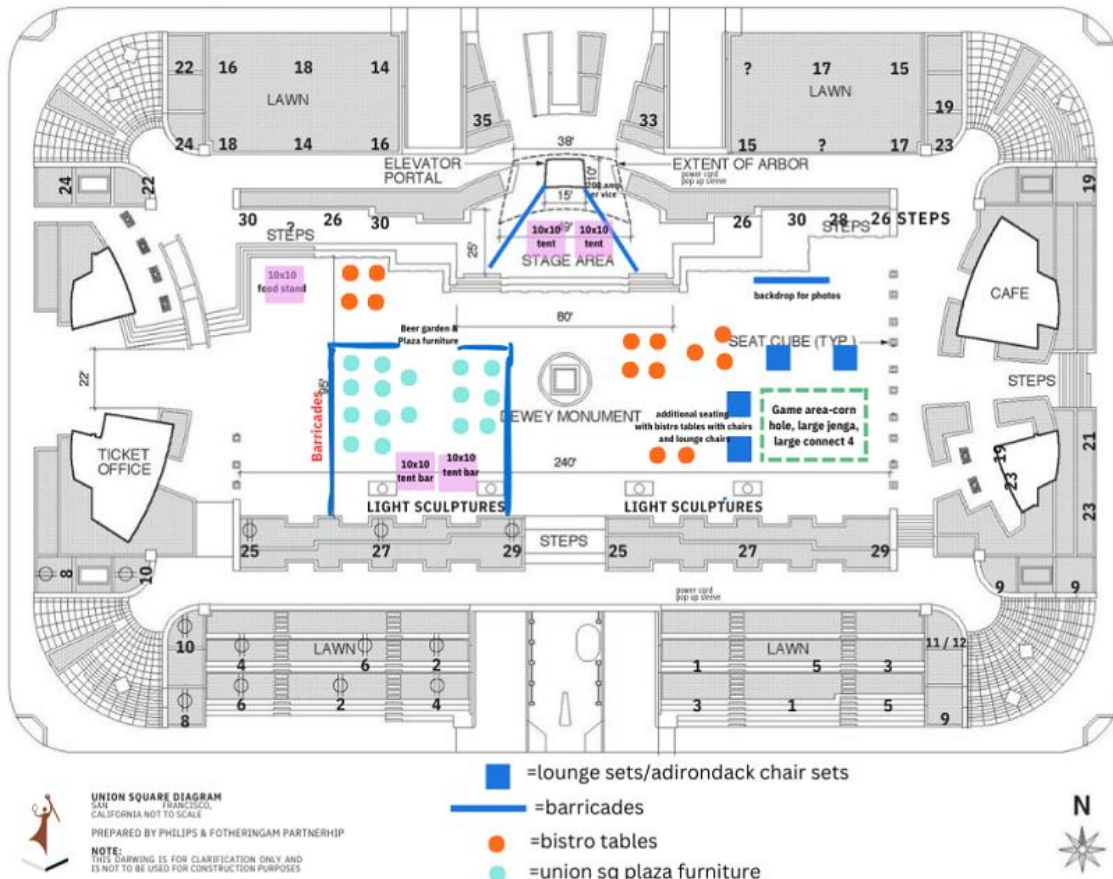 22 16 18 14
LAWN
24 18 14 16
35
33
? 17 15
LAWN
19
15 ? 17 23
38'
ELEVATOR
PORTAL
EXTENT OF ARBOR
power cord
pop up sleeve
10'
15'
200 amp
24
22
19
30 ? 26 30
STEPS
25'
10x10
tent
10x10
tent
STAGE AREA
26 30 28 26 STEPS
STEPS
10x10
food stand
backdrop for photos
CAFE
80'
Beer garden &
Plaza furniture
SEAT CUBE (TYP.)
22'
95'
Barricades
DEWEY MONUMENT
additional seating
with bistro tables with chairs
and lounge chairs
Game area-corn
hole, large jenga,
large connect 4
STEPS
TICKET
OFFICE
10x10
tent bar
10x10
tent bar
240'
19
23
21
23
LIGHT SCULPTURES
LIGHT SCULPTURES
25 27 29
STEPS
25 27 29
8
10
9 9
power cord
pop up sleeve
10
LAWN
4 6 2
6 2 4
8
LAWN
11 / 12
1 5 3
3 1 5
9
=lounge sets/adirondack chair sets
=barricades
=bistro tables
=union sq plaza furniture
UNION SQUARE DIAGRAM
SAN FRANCISCO,
CALIFORNIA NOT TO SCALE
PREPARED BY PHILIPS & FOTHERINGAM PARTNERHIP
NOTE:
THIS DARWING IS FOR CLARIFICATION ONLY AND
IS NOT TO BE USED FOR CONSTRUCTION PURPOSES
N